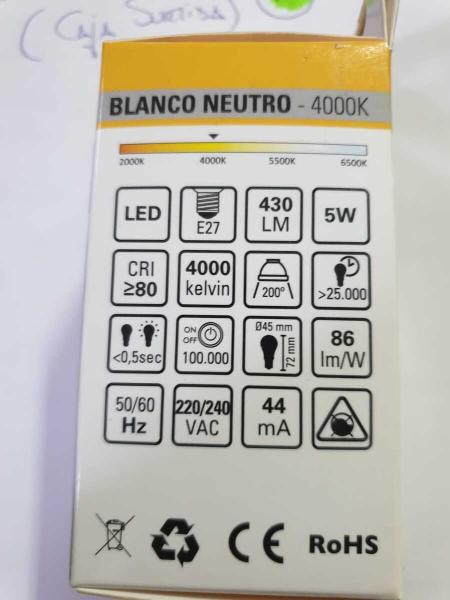 (Caja Surtida)
BLANCO NEUTRO - 4000K
2000K 4000K 5500K 6500K
LED
E27
430
LM
5W
CRI
≥80
4000
kelvin
200º
>25.000
<0,5sec
ON
OFF
100.000
Ø45 mm
72 mm
86
lm/W
50/60
Hz
220/240
VAC
44
mA
CE
RoHS